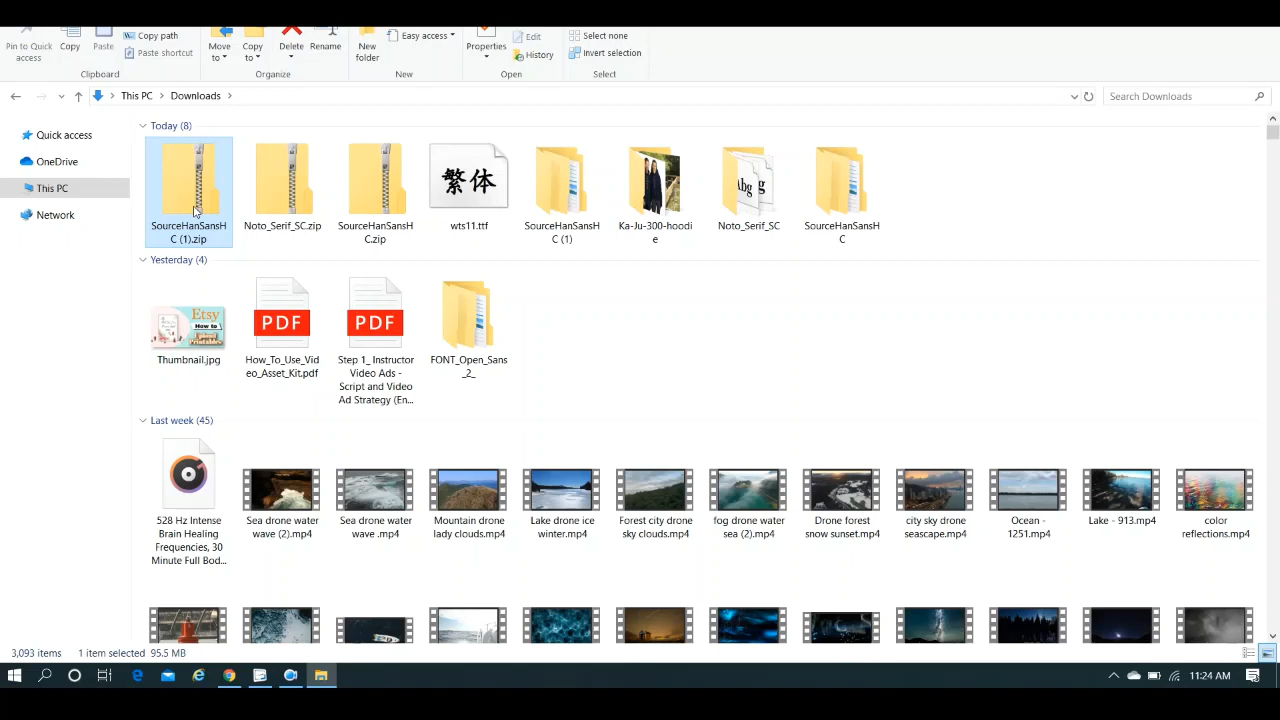 Copy path
Easy access
Edit
Select none
Pin to Quick
access
Copy
Paste
Paste shortcut
Move
to
Copy
to
Delete
Rename
New
folder
Properties
History
Invert selection
Clipboard
Organize
New
Open
Select
This PC
Downloads
Search Downloads
Quick access
OneDrive
This PC
Network
Today (8)
SourceHanSansH
C (1).zip
Noto_Serif_SC.zip
SourceHanSansH
C.zip
繁体
wts11.ttf
SourceHanSansH
C (1)
Ka-Ju-300-hoodi
e
Abg
g
Noto_Serif_SC
SourceHanSansH
C
Yesterday (4)
Etsy
How to
Thumbnail.jpg
PDF
How_To_Use_Vid
eo_Asset_Kit.pdf
PDF
Step 1_ Instructor
Video Ads -
Script and Video
Ad Strategy (En...
FONT_Open_Sans
_2_
Last week (45)
528 Hz Intense
Brain Healing
Frequencies, 30
Minute Full Bod...
Sea drone water
wave (2).mp4
Sea drone water
wave .mp4
Mountain drone
lady clouds.mp4
Lake drone ice
winter.mp4
Forest city drone
sky clouds.mp4
fog drone water
sea (2).mp4
Drone forest
snow sunset.mp4
city sky drone
seascape.mp4
Ocean -
1251.mp4
Lake - 913.mp4
color
reflections.mp4
3,093 items
1 item selected 95.5 MB
11:24 AM